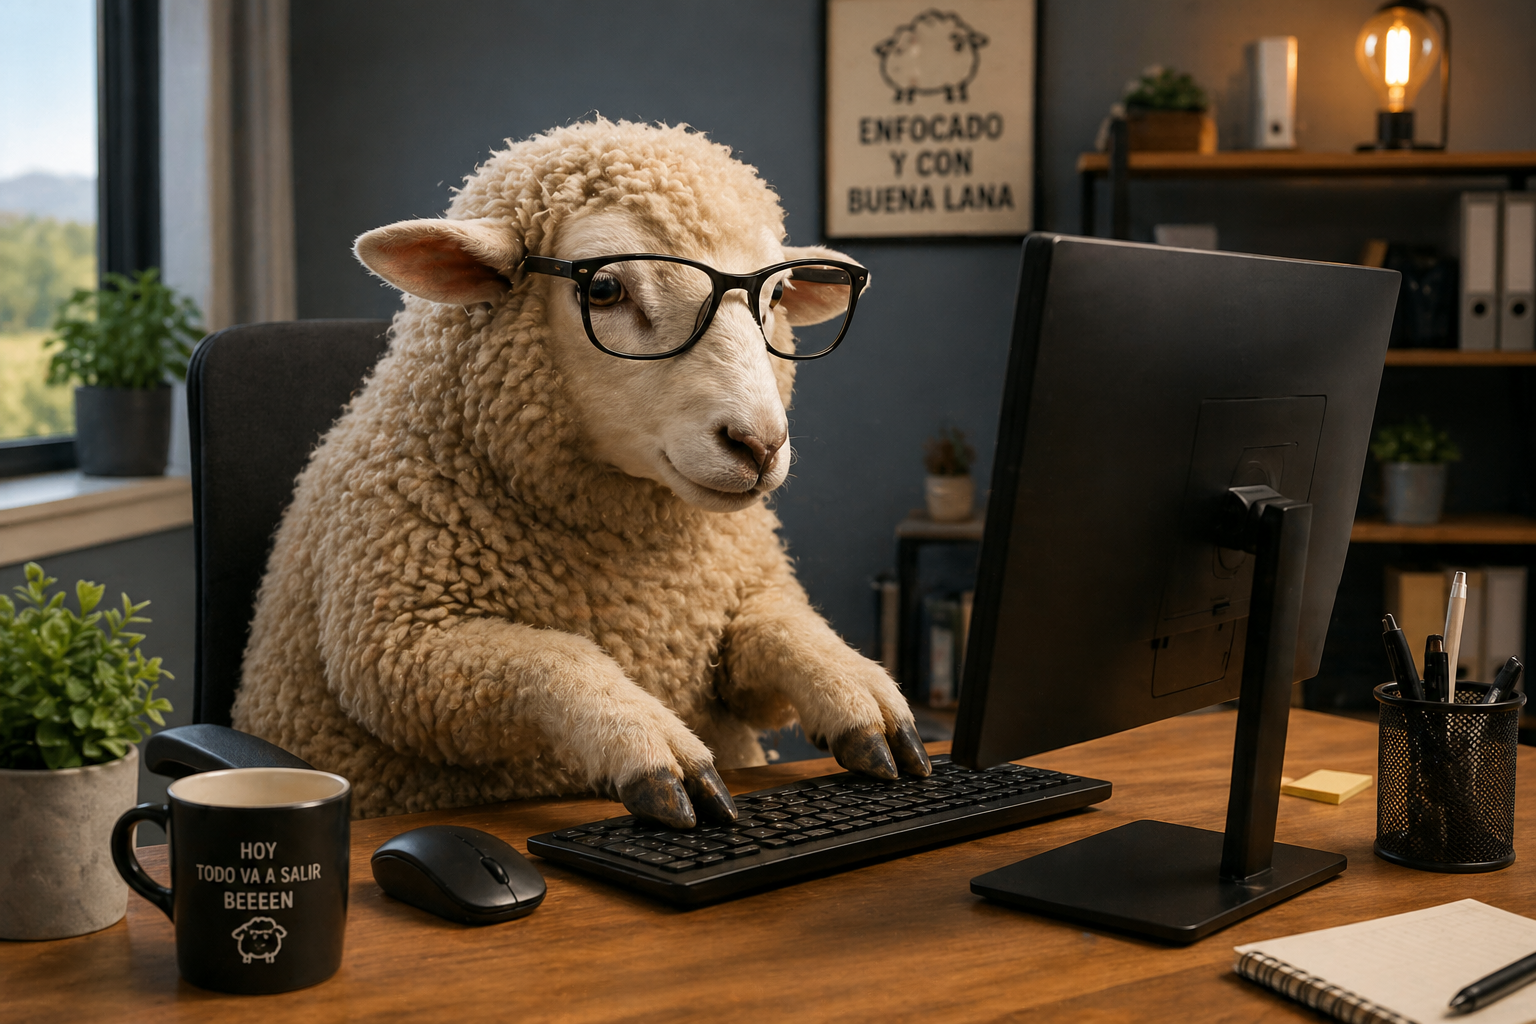 ENFOCADO
Y CON
BUENA LANA
HOY
TODO VA A SALIR
BEEEEN